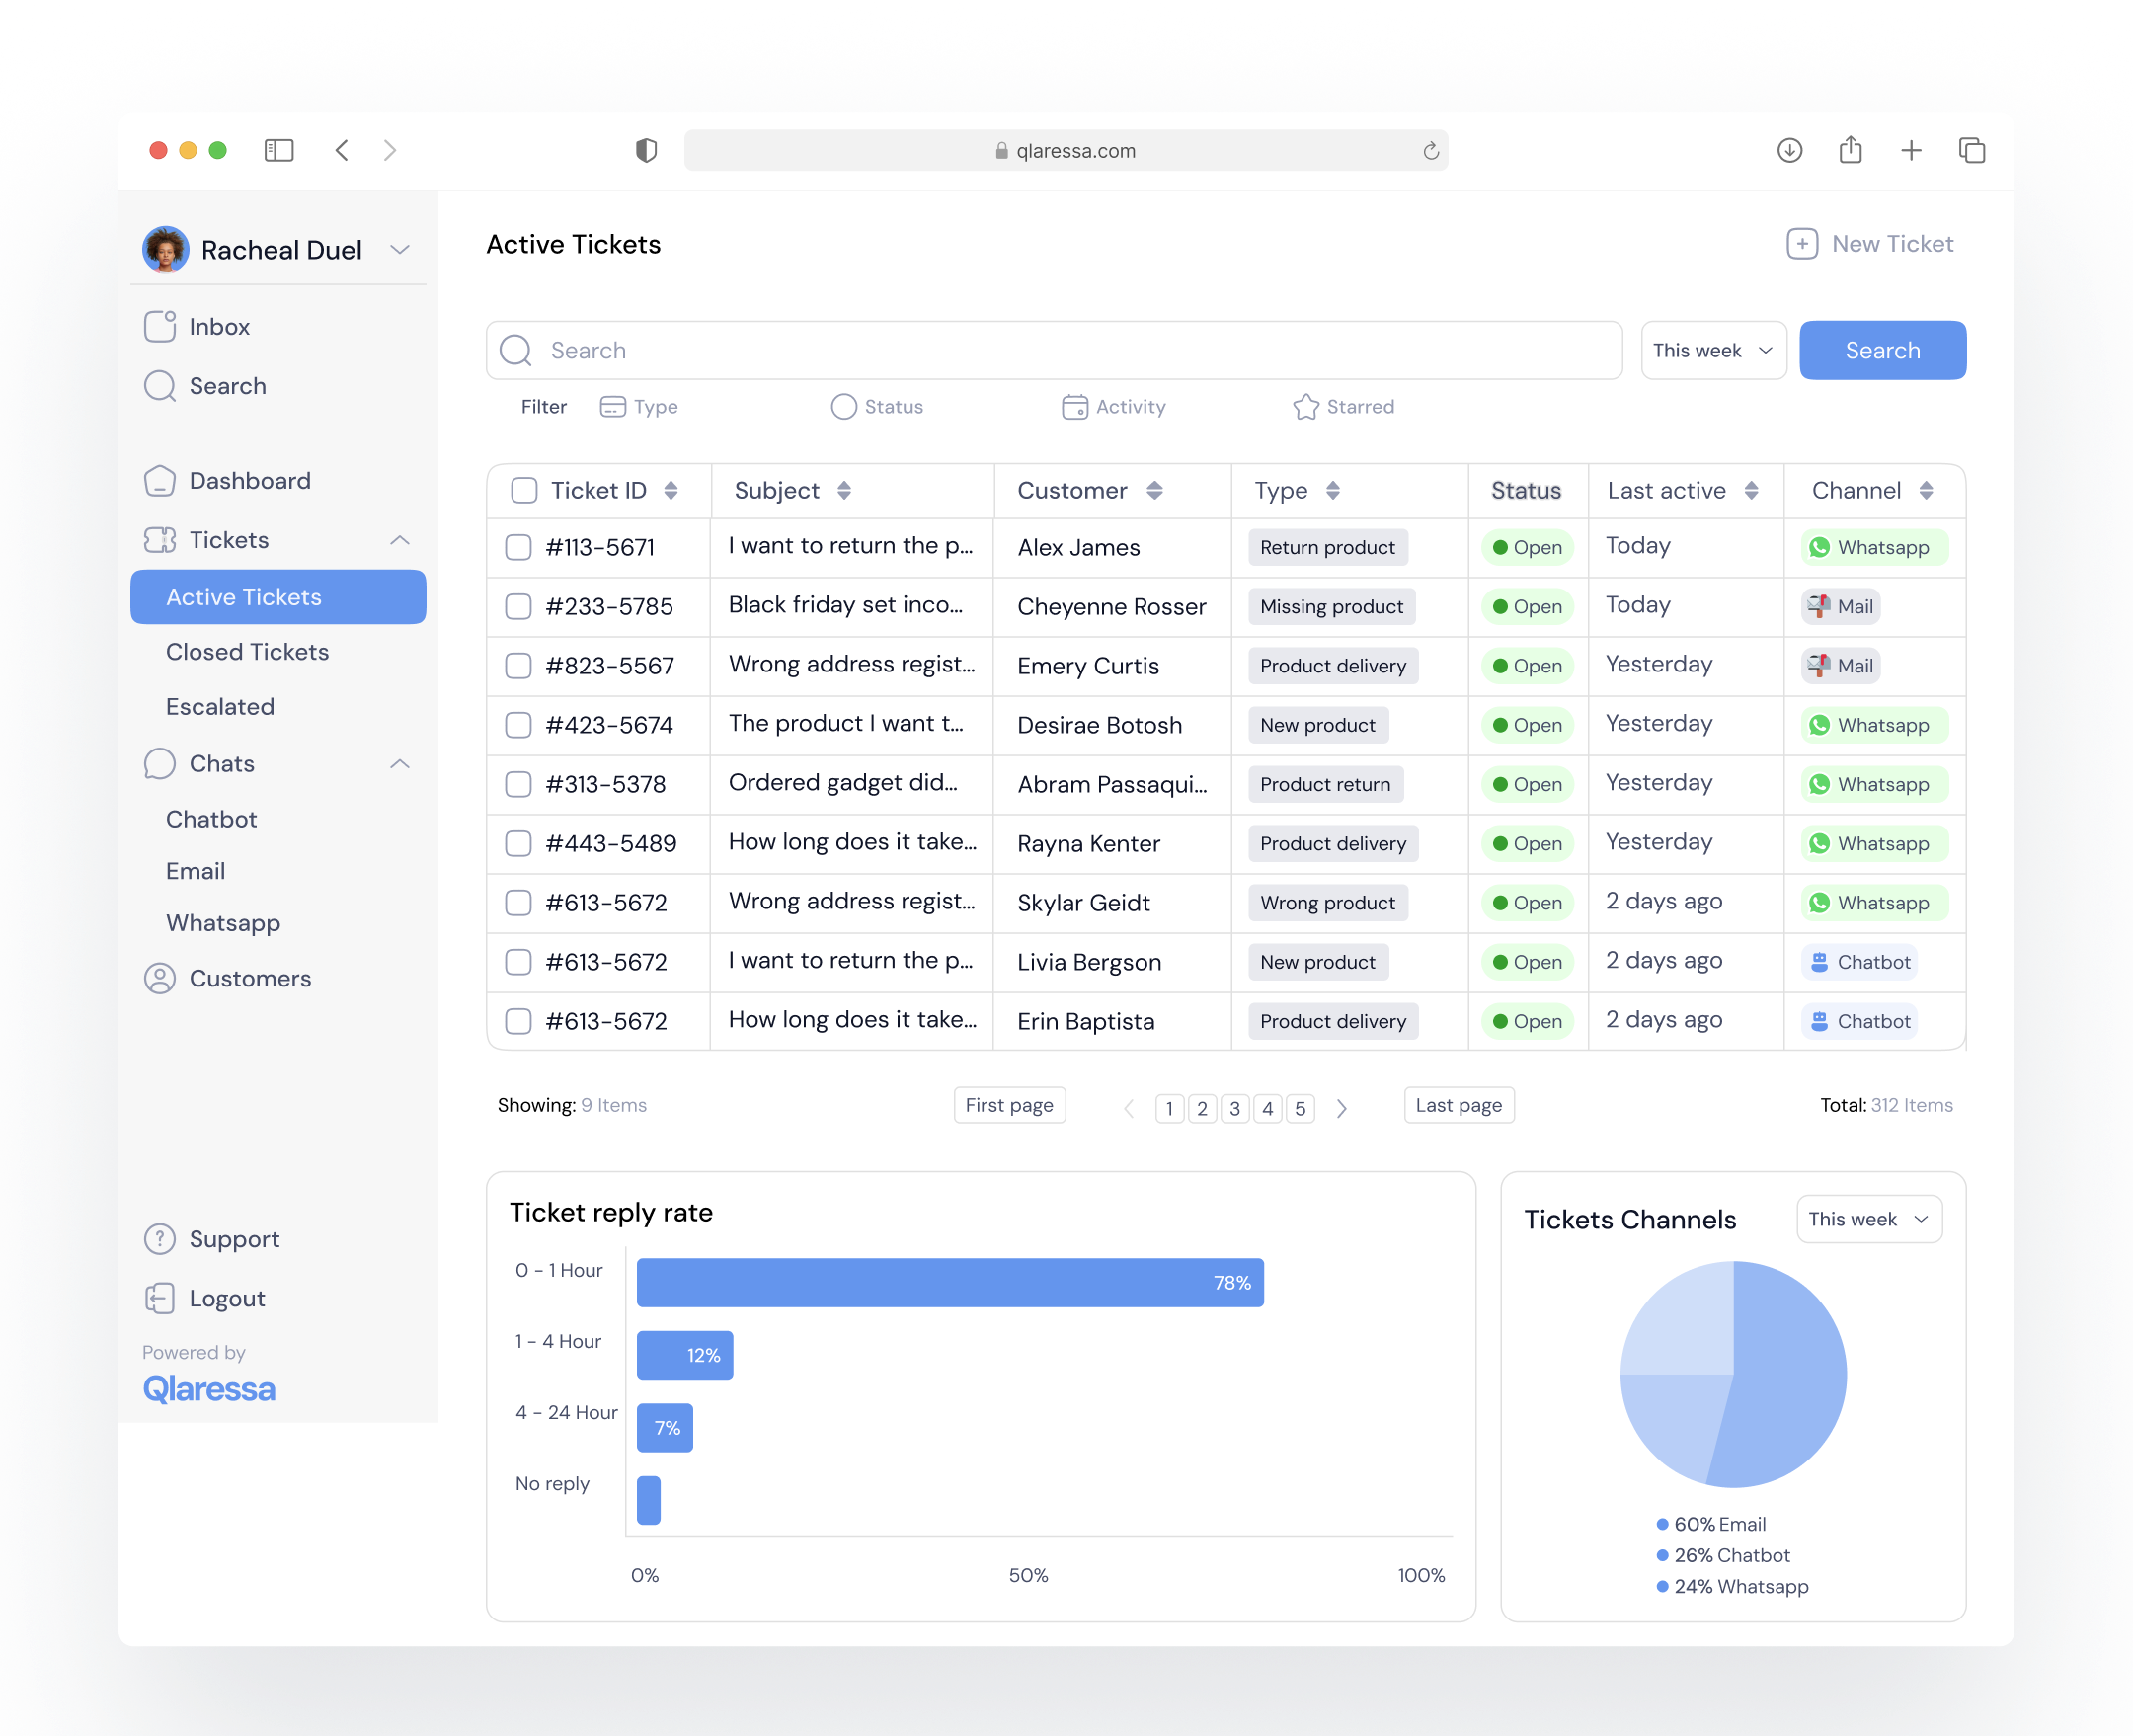 qlaressa.com
Racheal Duel
Inbox
Search
Dashboard
Tickets
Active Tickets
Closed Tickets
Escalated
Chats
Chatbot
Email
Whatsapp
Customers
Support
?
Logout
Powered by
Qlaressa
Active Tickets
New Ticket
Search
This week
Search
Filter Type Status Activity Starred
Ticket ID Subject Customer Type Status Last active Channel
#113-5671 I want to return the p... Alex James Return product Open Today Whatsapp
#233-5785 Black friday set inco... Cheyenne Rosser Missing product Open Today Mail
#823-5567 Wrong address regist... Emery Curtis Product delivery Open Yesterday Mail
#423-5674 The product I want t... Desirae Botosh New product Open Yesterday Whatsapp
#313-5378 Ordered gadget did... Abram Passaqui... Product return Open Yesterday Whatsapp
#443-5489 How long does it take... Rayna Kenter Product delivery Open Yesterday Whatsapp
#613-5672 Wrong address regist... Skylar Geidt Wrong product Open 2 days ago Whatsapp
#613-5672 I want to return the p... Livia Bergson New product Open 2 days ago Chatbot
#613-5672 How long does it take... Erin Baptista Product delivery Open 2 days ago Chatbot
Showing: 9 Items First page 1 2 3 4 5 Last page Total: 312 Items
Ticket reply rate
0 - 1 Hour 78%
1 - 4 Hour 12%
4 - 24 Hour 7%
No reply
0% 50% 100%
Tickets Channels
This week
60% Email
26% Chatbot
24% Whatsapp